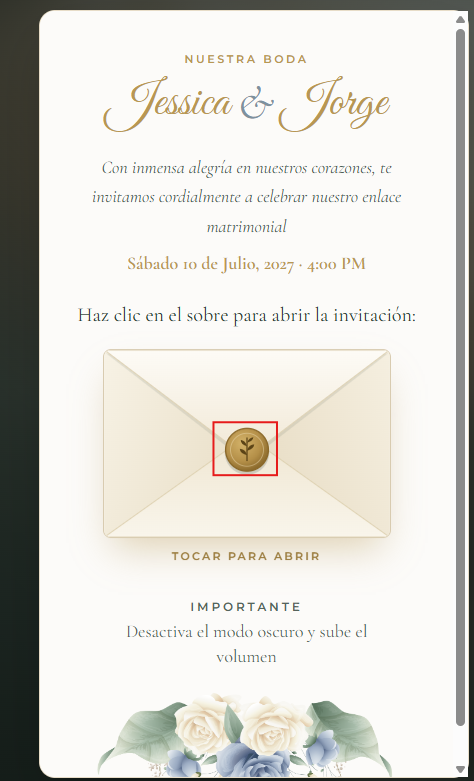 NUESTRA BODA
Jessica & Jorge
Con inmensa alegría en nuestros corazones, te
invitamos cordialmente a celebrar nuestro enlace
matrimonial
Sábado 10 de Julio, 2027 · 4:00 PM
Haz clic en el sobre para abrir la invitación:
TOCAR PARA ABRIR
IMPORTANTE
Desactiva el modo oscuro y sube el
volumen